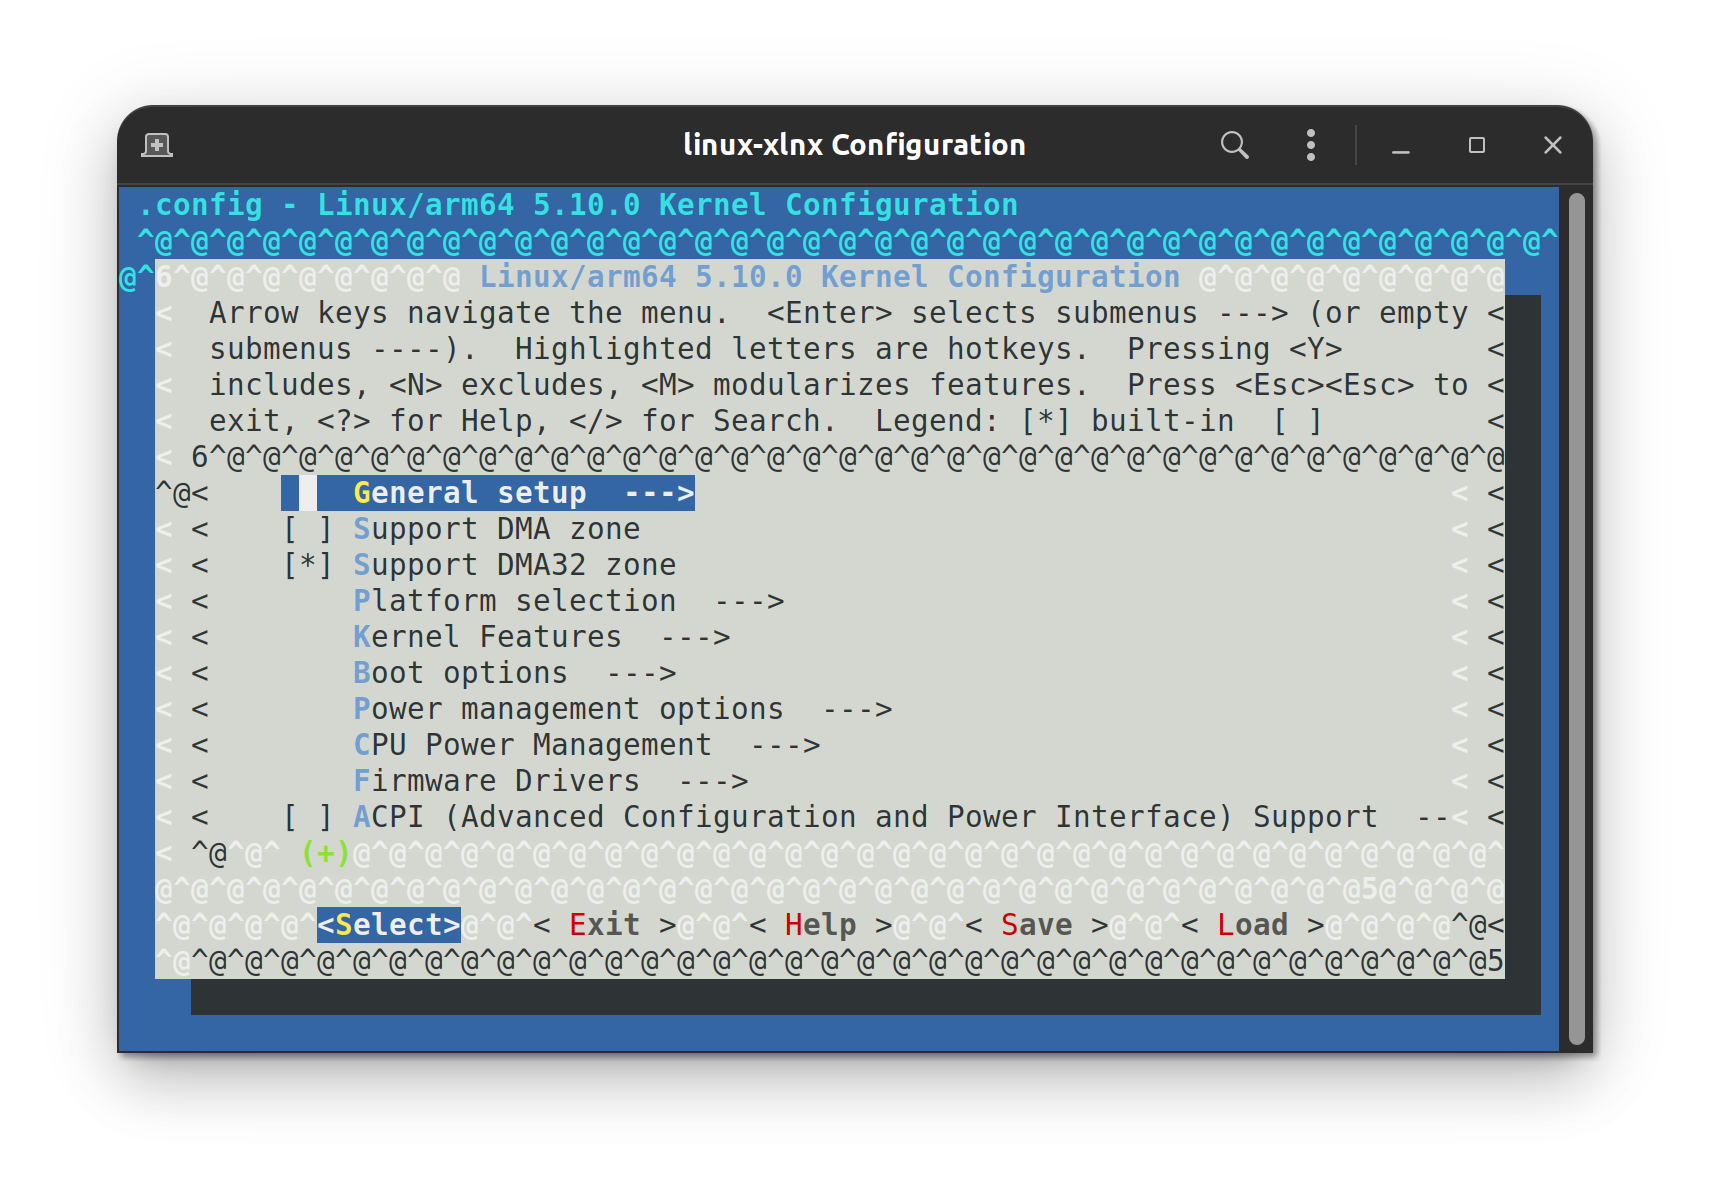 linux-xlnx Configuration
.config - Linux/arm64 5.10.0 Kernel Configuration
^@^@^@^@^@^@^@^@^@^@^@^@^@^@^@^@^@^@^@^@^@^@^@^@^@^@^@^@^@^@^@^@^@^@^@^@^@^@^@^
@^6^@^@^@^@^@^@^@^@ Linux/arm64 5.10.0 Kernel Configuration @^@^@^@^@^@^@^@^@
<  Arrow keys navigate the menu.  <Enter> selects submenus ---> (or empty <
<  submenus ----).  Highlighted letters are hotkeys.  Pressing <Y>        <
<  includes, <N> excludes, <M> modularizes features.  Press <Esc><Esc> to <
<  exit, <?> for Help, </> for Search.  Legend: [*] built-in  [ ]         <
< 6^@^@^@^@^@^@^@^@^@^@^@^@^@^@^@^@^@^@^@^@^@^@^@^@^@^@^@^@^@^@^@^@^@^@^@^@
^@<        General setup  --->                                          < <
< <    [ ] Support DMA zone                                             < <
< <    [*] Support DMA32 zone                                           < <
< <        Platform selection  --->                                     < <
< <        Kernel Features  --->                                        < <
< <        Boot options  --->                                           < <
< <        Power management options  --->                               < <
< <        CPU Power Management  --->                                   < <
< <        Firmware Drivers  --->                                       < <
< <    [ ] ACPI (Advanced Configuration and Power Interface) Support  --< <
< ^@^@^ (+)@^@^@^@^@^@^@^@^@^@^@^@^@^@^@^@^@^@^@^@^@^@^@^@^@^@^@^@^@^@^@^@^
@^@^@^@^@^@^@^@^@^@^@^@^@^@^@^@^@^@^@^@^@^@^@^@^@^@^@^@^@^@^@^@^@^@5@^@^@^@
^@^@^@^@^<Select>@^@^< Exit >@^@^< Help >@^@^< Save >@^@^< Load >@^@^@^@^@<
^@^@^@^@^@^@^@^@^@^@^@^@^@^@^@^@^@^@^@^@^@^@^@^@^@^@^@^@^@^@^@^@^@^@^@^@^@5